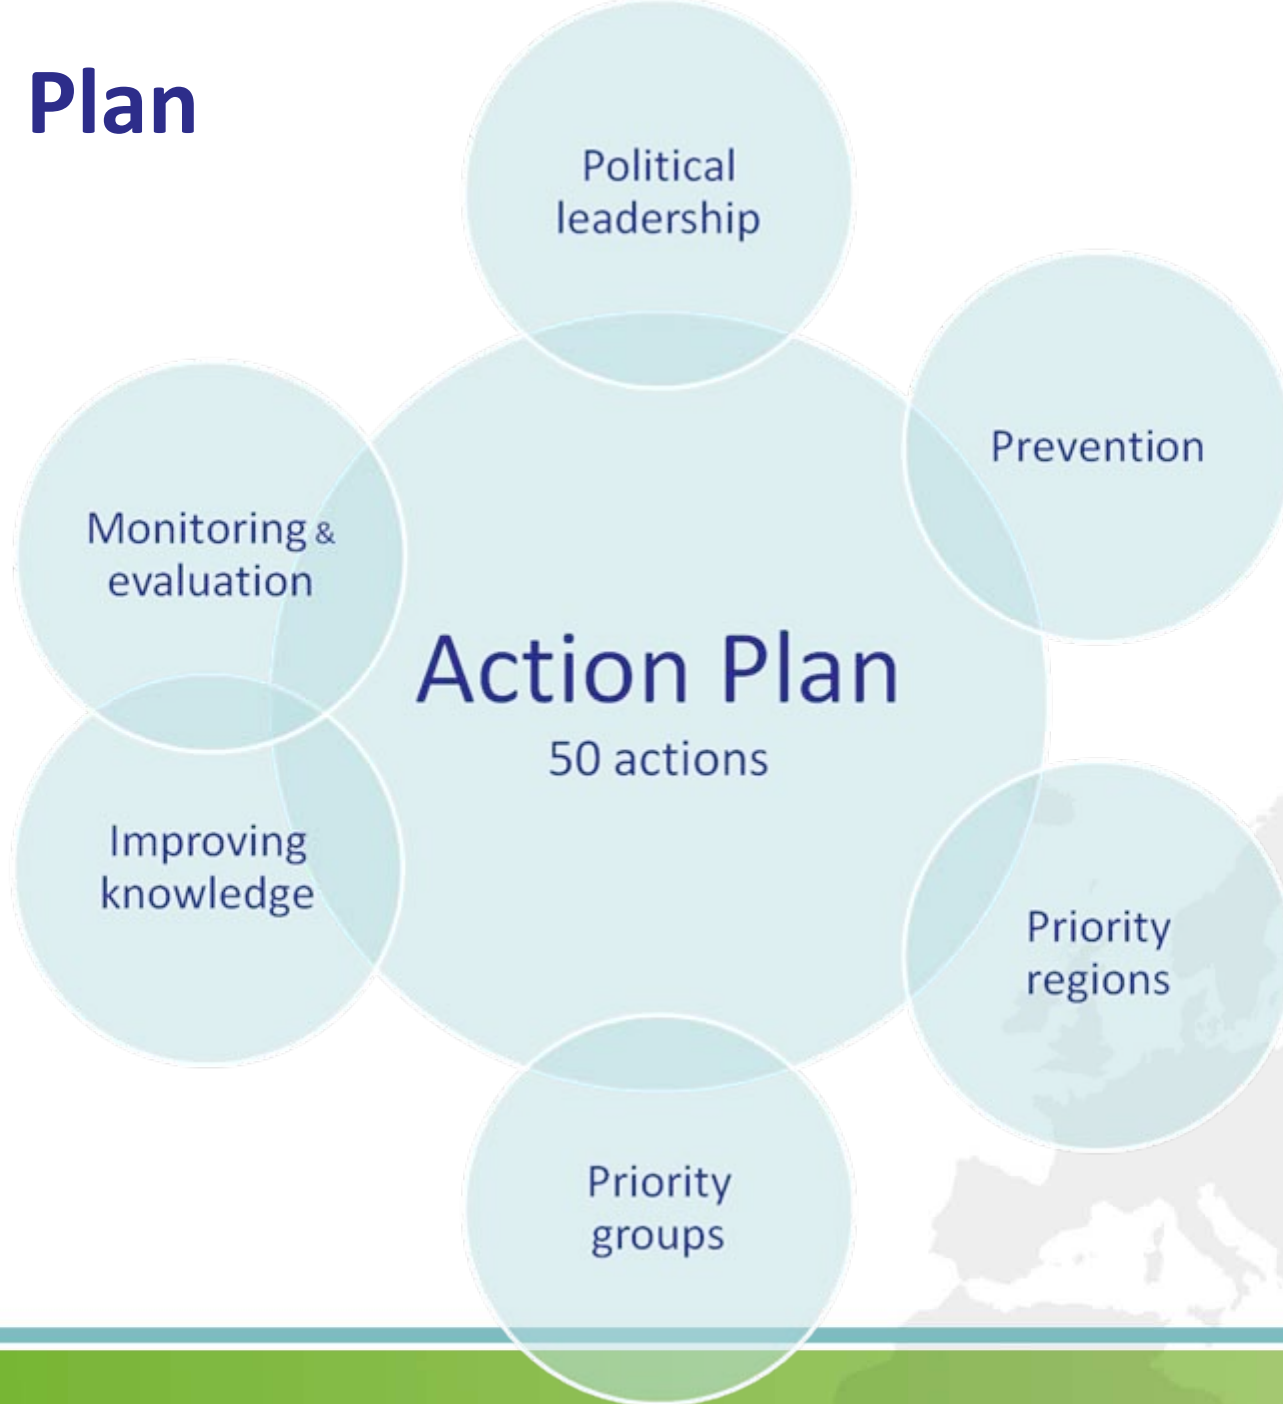 Plan
Political
leadership
Prevention
Monitoring &
evaluation
Action Plan
50 actions
Improving
knowledge
Priority
regions
Priority
groups